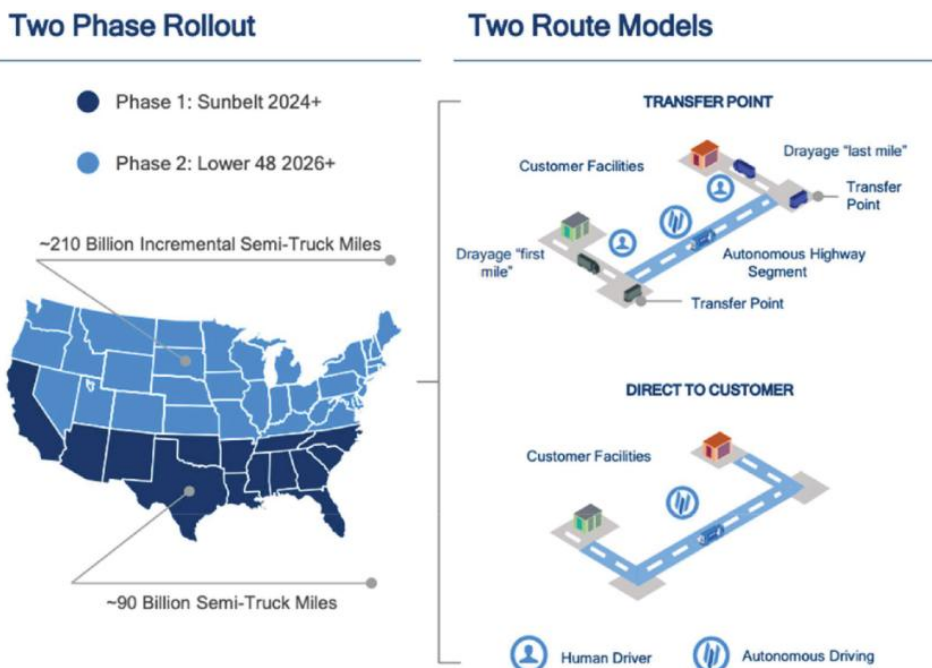 Two Phase Rollout
Phase 1: Sunbelt 2024+
Phase 2: Lower 48 2026+
~210 Billion Incremental Semi-Truck Miles
~90 Billion Semi-Truck Miles
Two Route Models
TRANSFER POINT
Drayage "last mile"
Customer Facilities
Transfer
Point
Drayage "first
mile"
Autonomous Highway
Segment
Transfer Point
DIRECT TO CUSTOMER
Customer Facilities
Human Driver
Autonomous Driving